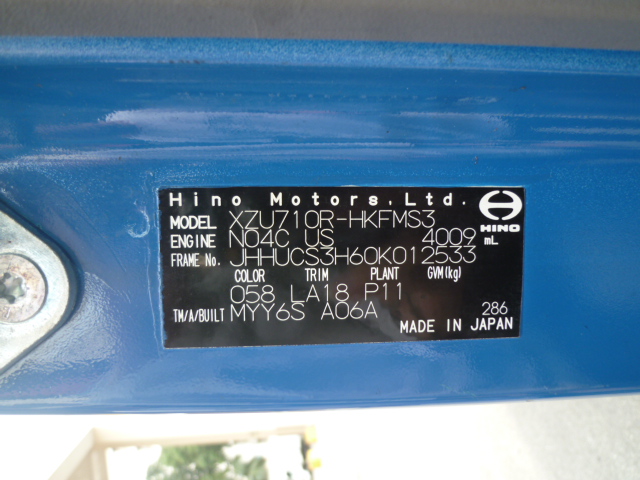 Hino Motors,Ltd.
MODEL XZU710R-HKFMS3
HINO
ENGINE N04C US 4009 mL
FRAME No. JHHUCS3H60K012533
COLOR TRIM PLANT GVM(kg)
058 LA18 P11
TM/A/BUILT MYY6S A06A 286
MADE IN JAPAN